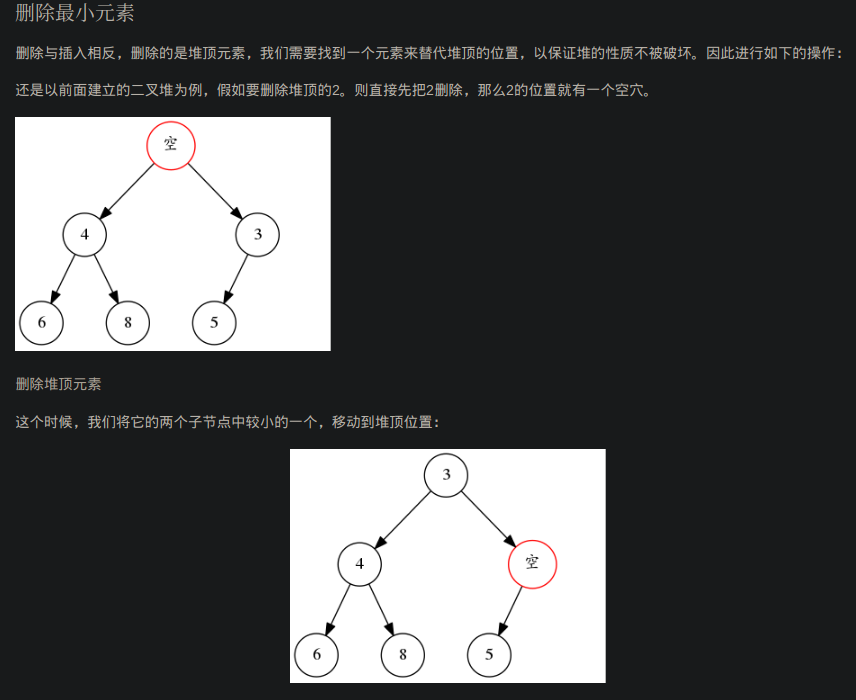 删除最小元素
删除与插入相反，删除的是堆顶元素，我们需要找到一个元素来替代堆顶的位置，以保证堆的性质不被破坏。因此进行如下的操作：
还是以前面建立的二叉堆为例，假如要删除堆顶的2。则直接先把2删除，那么2的位置就有一个空穴。
空
4 3
6 8 5
删除堆顶元素
这个时候，我们将它的两个子节点中较小的一个，移动到堆顶位置：
3
4 空
6 8 5